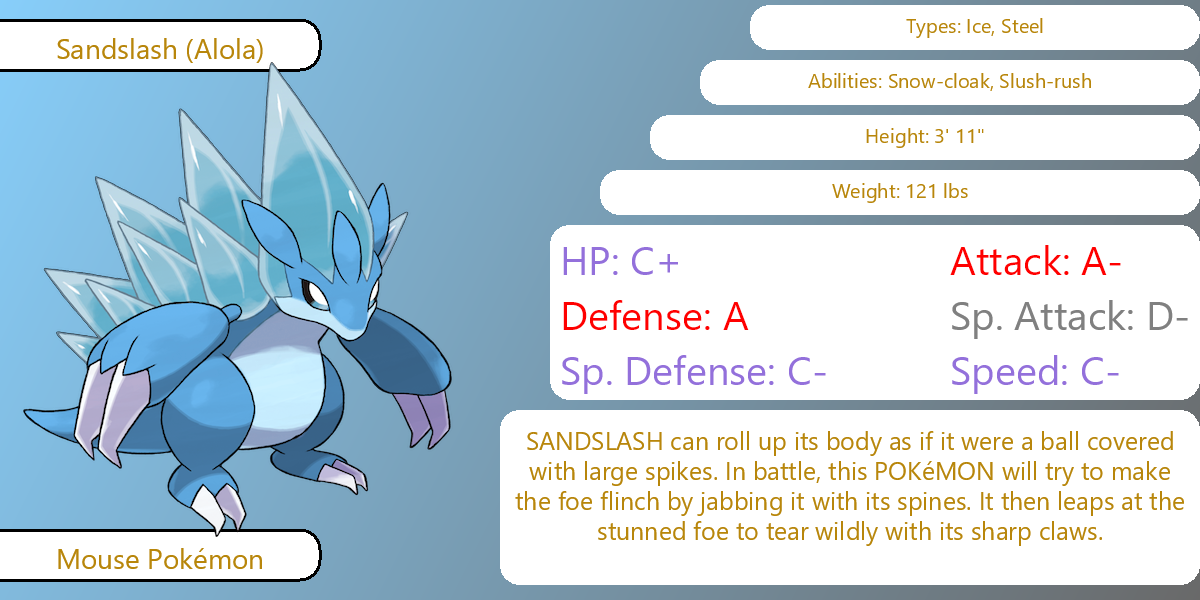 Sandslash (Alola)
Types: Ice, Steel
Abilities: Snow-cloak, Slush-rush
Height: 3' 11"
Weight: 121 lbs
HP: C+
Attack: A-
Defense: A
Sp. Attack: D-
Sp. Defense: C-
Speed: C-
SANDSLASH can roll up its body as if it were a ball covered
with large spikes. In battle, this POKéMON will try to make
the foe flinch by jabbing it with its spines. It then leaps at the
stunned foe to tear wildly with its sharp claws.
Mouse Pokémon